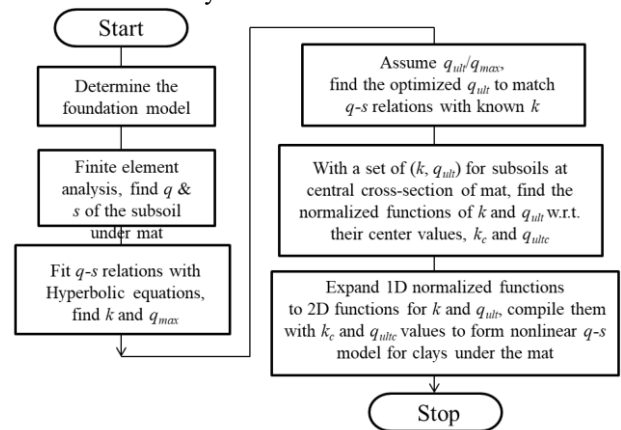 Start
Determine the
foundation model
Finite element
analysis, find q &
s of the subsoil
under mat
Fit q-s relations with
Hyperbolic equations,
find k and qmax
Assume qult/qmax,
find the optimized qult to match
q-s relations with known k
With a set of (k, qult) for subsoils at
central cross-section of mat, find the
normalized functions of k and qult w.r.t.
their center values, kc and qultc
Expand 1D normalized functions
to 2D functions for k and qult, compile them
with kc and qultc values to form nonlinear q-s
model for clays under the mat
Stop